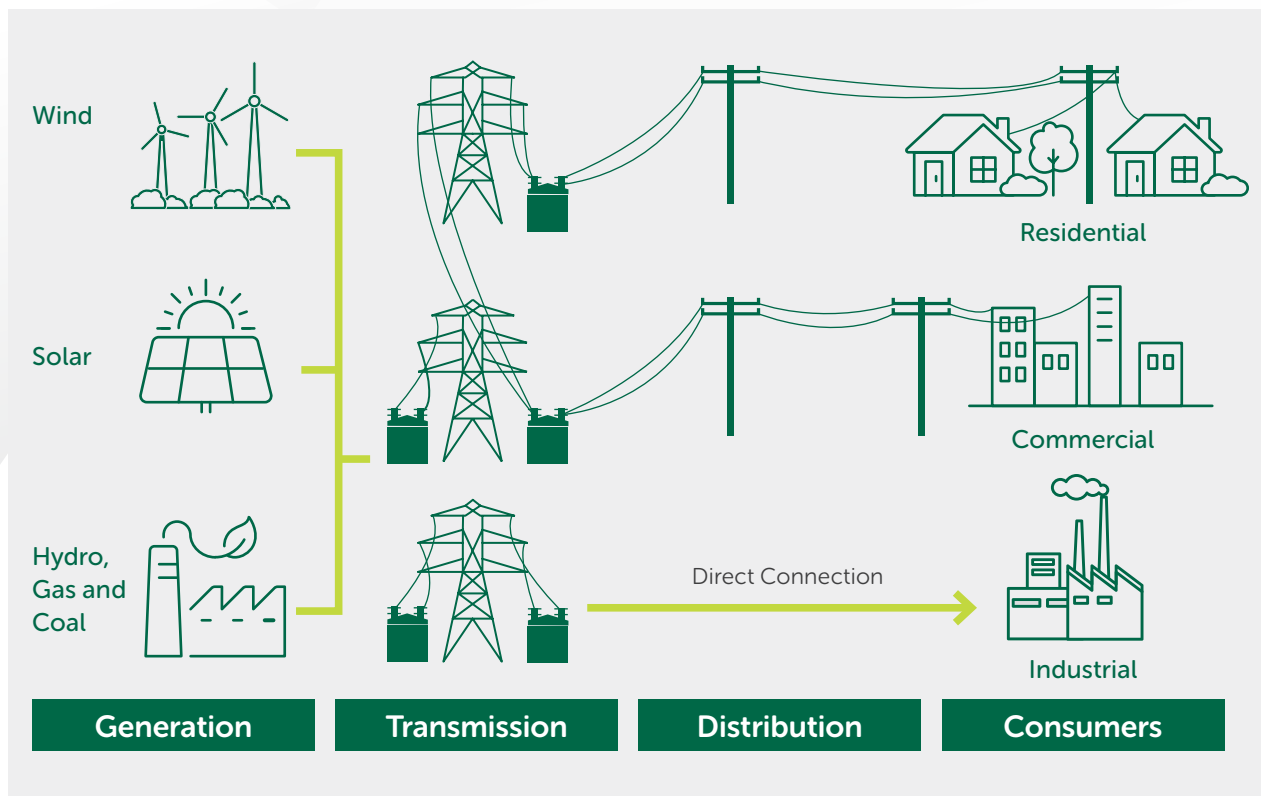 Wind
Residential
Solar
Commercial
Hydro,
Gas and
Coal
Direct Connection
Industrial
Generation
Transmission
Distribution
Consumers